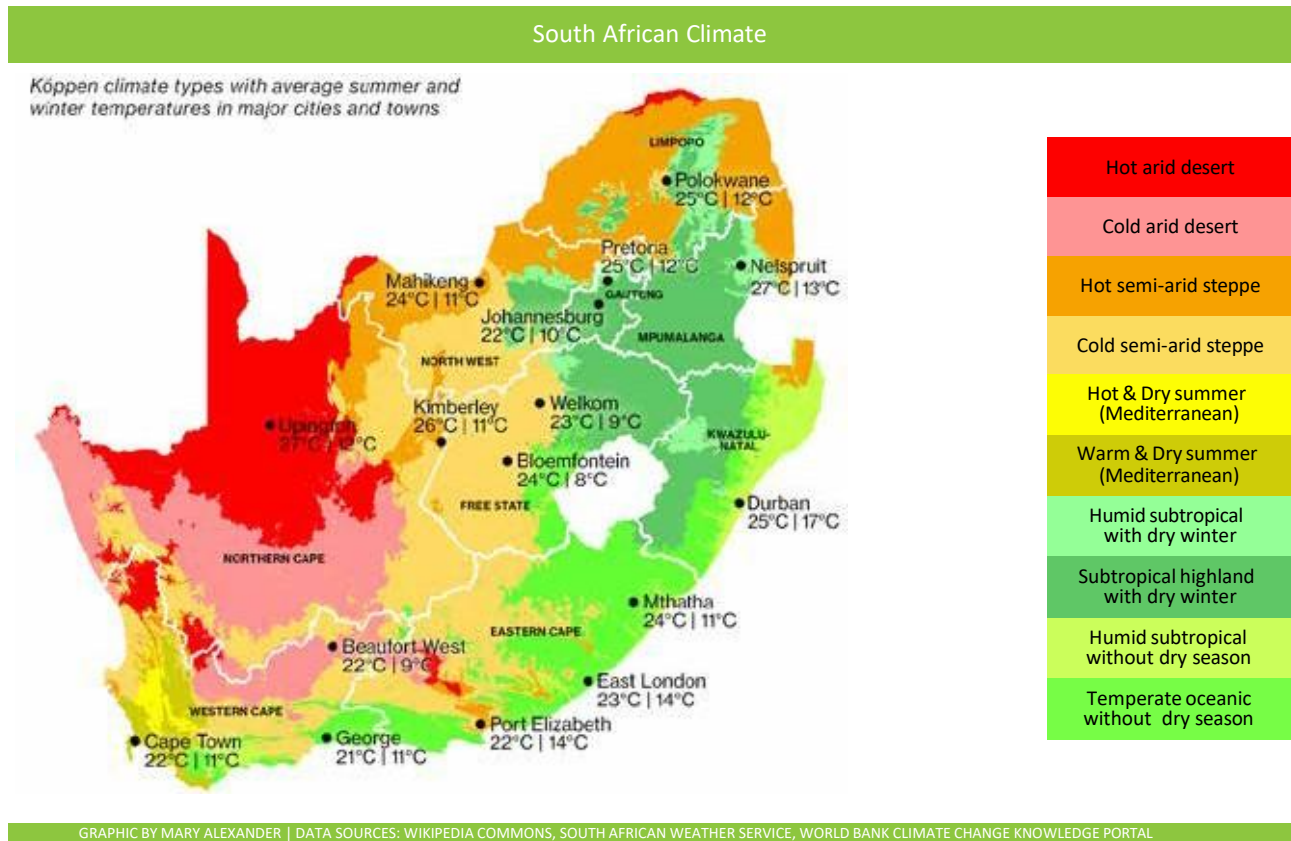 South African Climate
Köppen climate types with average summer and
winter temperatures in major cities and towns
LIMPOPO
Polokwane
25°C | 12°C
Pretoria
25°C | 12°C
Nelspruit
27°C | 13°C
Mahikeng
24°C | 11°C
GAUTENG
Johannesburg
22°C | 10°C
MPUMALANGA
NORTH WEST
Kimberley
26°C | 11°C
Welkom
23°C | 9°C
Upington
27°C | 12°C
KWAZULU-
NATAL
Bloemfontein
24°C | 8°C
FREE STATE
Durban
25°C | 17°C
NORTHERN CAPE
Mthatha
24°C | 11°C
EASTERN CAPE
Beaufort West
22°C | 9°C
East London
23°C | 14°C
WESTERN CAPE
Port Elizabeth
22°C | 14°C
Cape Town
22°C | 11°C
George
21°C | 11°C
Hot arid desert
Cold arid desert
Hot semi-arid steppe
Cold semi-arid steppe
Hot & Dry summer
(Mediterranean)
Warm & Dry summer
(Mediterranean)
Humid subtropical
with dry winter
Subtropical highland
with dry winter
Humid subtropical
without dry season
Temperate oceanic
without dry season
GRAPHIC BY MARY ALEXANDER | DATA SOURCES: WIKIPEDIA COMMONS, SOUTH AFRICAN WEATHER SERVICE, WORLD BANK CLIMATE CHANGE KNOWLEDGE PORTAL